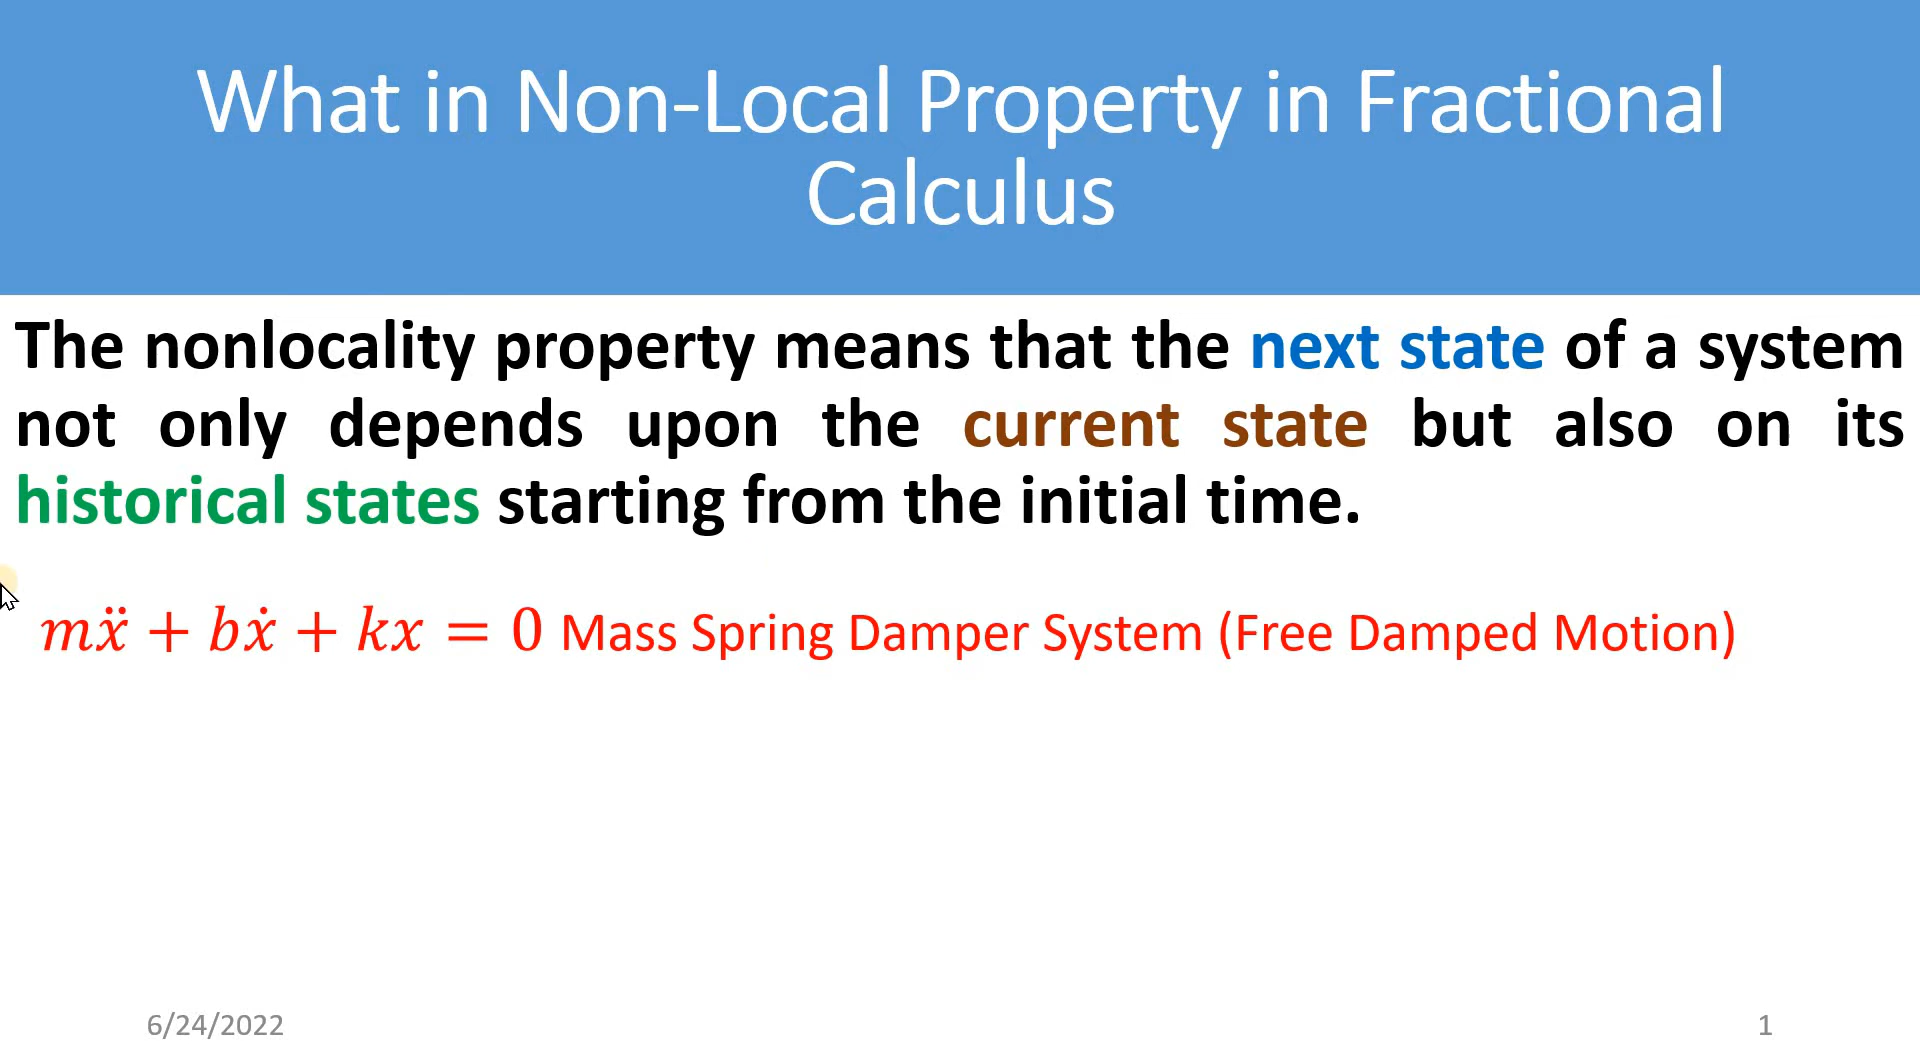 What in Non-Local Property in Fractional
Calculus
The nonlocality property means that the next state of a system
not only depends upon the current state but also on its
historical states starting from the initial time.
mẍ + bẋ + kx = 0 Mass Spring Damper System (Free Damped Motion)
6/24/2022
1